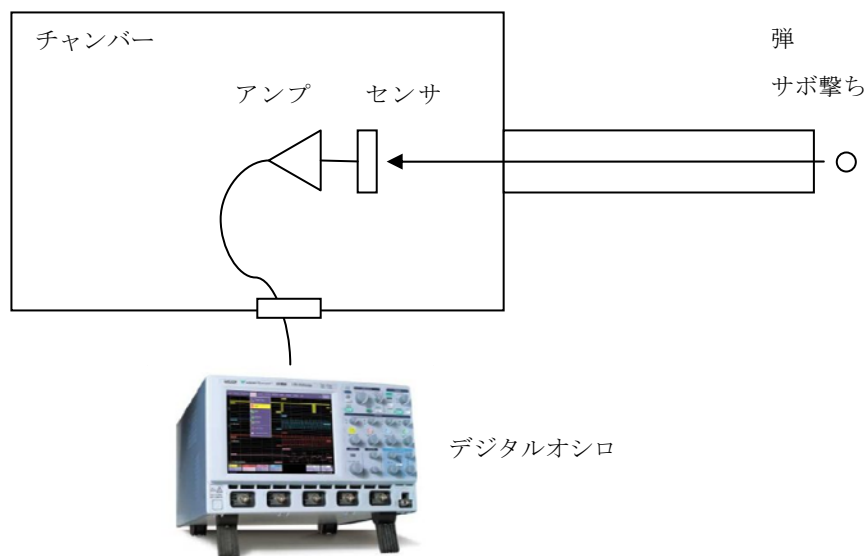 チャンバー
弾
サボ撃ち
アンプ
センサ
デジタルオシロ